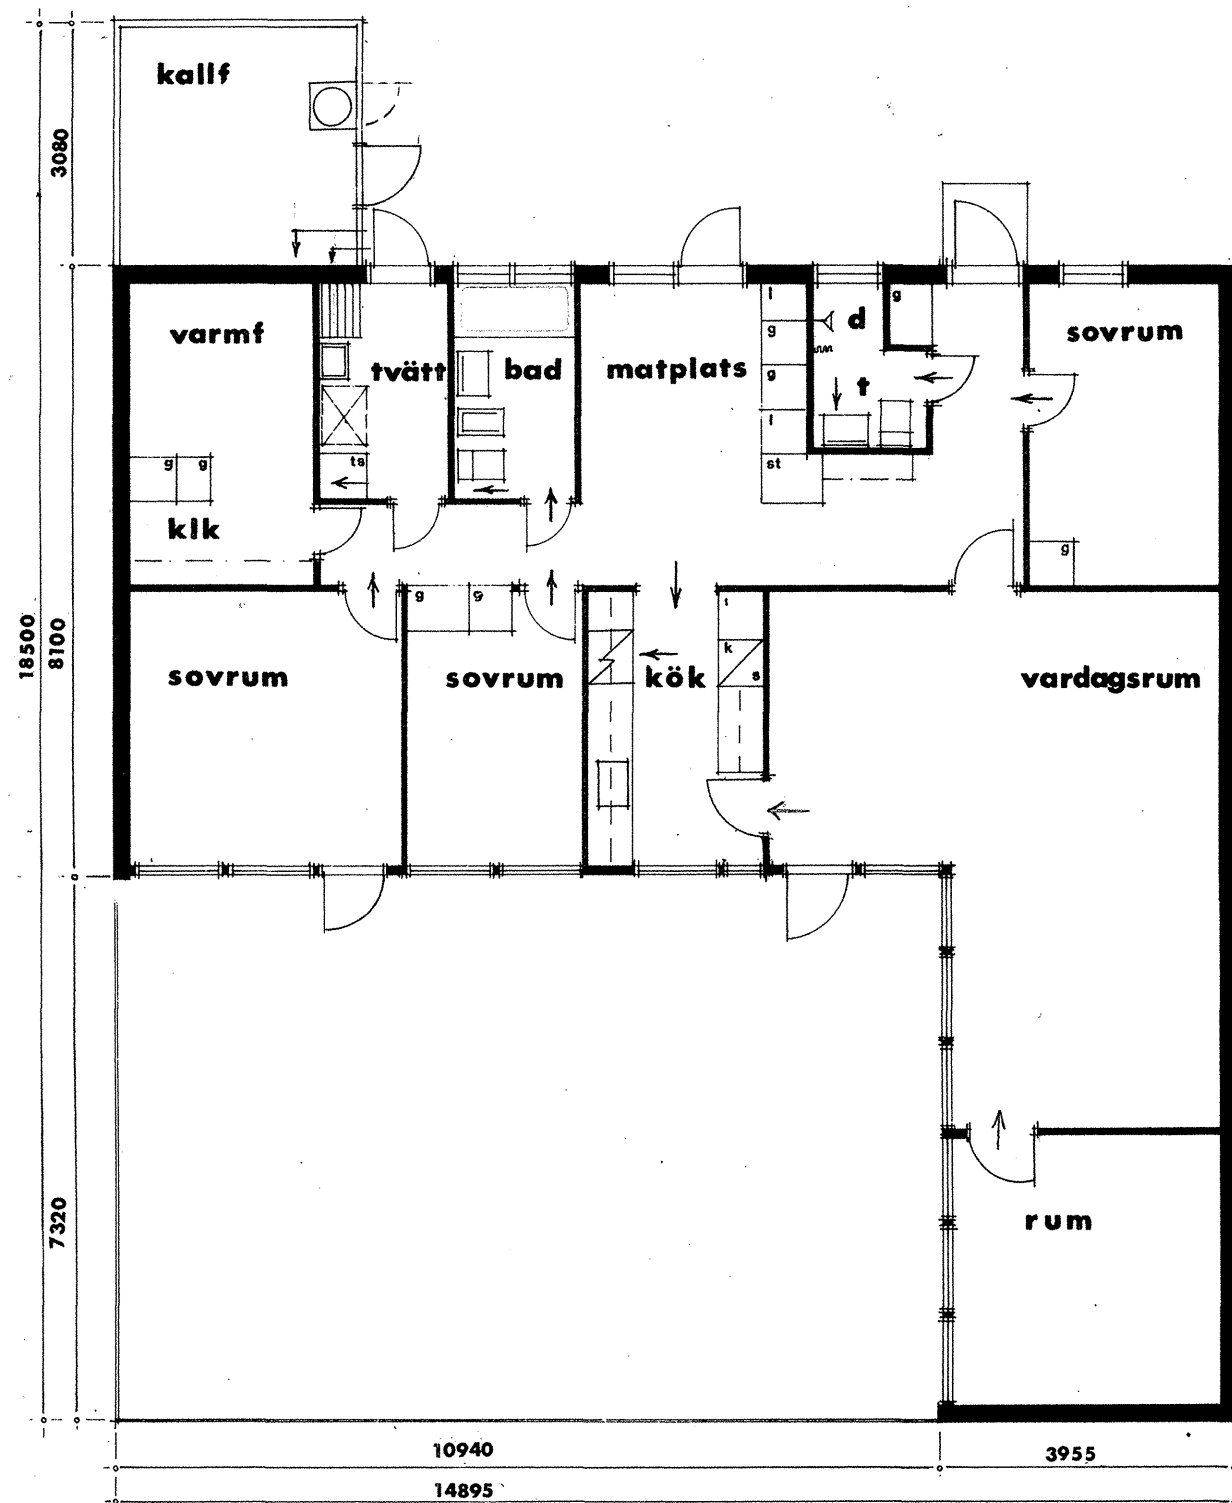 kallf
3080
varmf
tvätt
bad
matplats
l
g
g
l
st
d
t
g
sovrum
ts
g g
klk
g
18500
8100
g g
sovrum
sovrum
kök
k
s
vardagsrum
7320
rum
10940
3955
14895